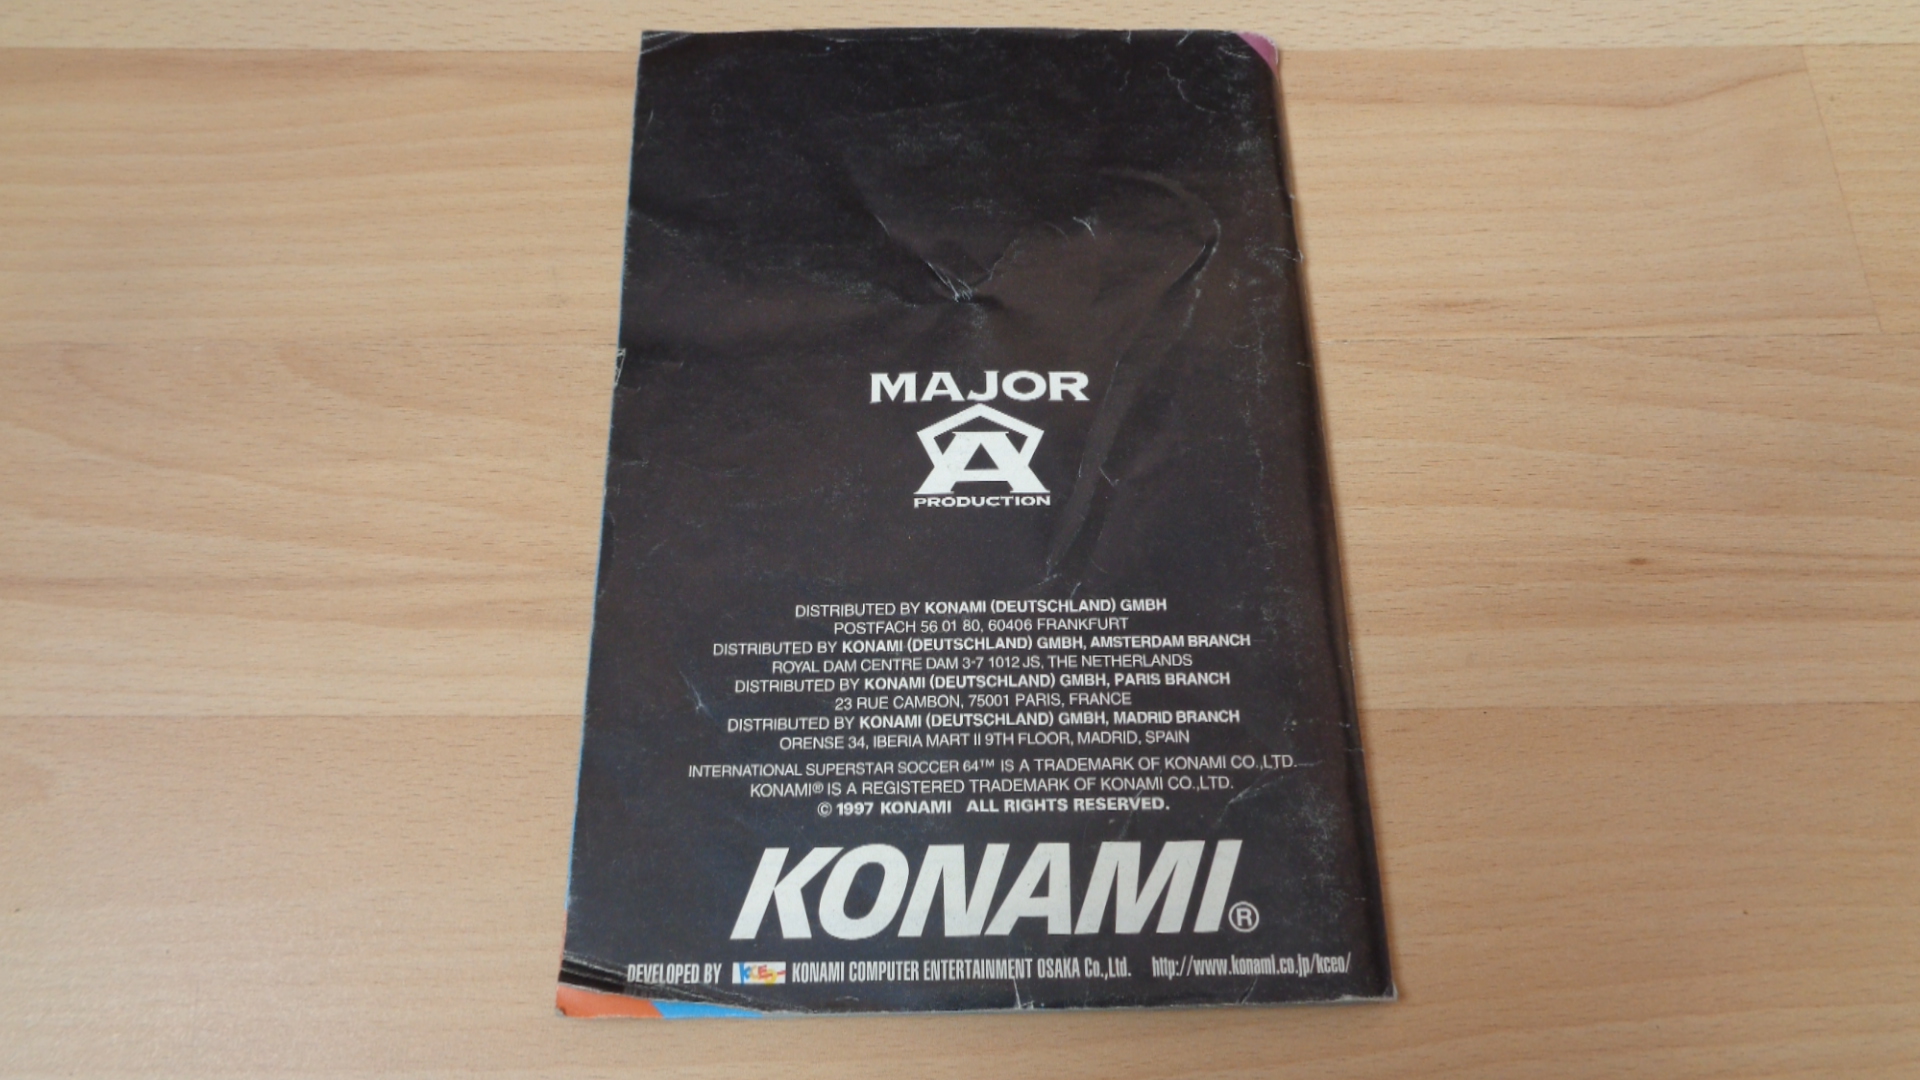 MAJOR
A
PRODUCTION
DISTRIBUTED BY KONAMI (DEUTSCHLAND) GMBH
POSTFACH 56 01 80, 60406 FRANKFURT
DISTRIBUTED BY KONAMI (DEUTSCHLAND) GMBH, AMSTERDAM BRANCH
ROYAL DAM CENTRE DAM 3-7 1012 JS, THE NETHERLANDS
DISTRIBUTED BY KONAMI (DEUTSCHLAND) GMBH, PARIS BRANCH
23 RUE CAMBON, 75001 PARIS, FRANCE
DISTRIBUTED BY KONAMI (DEUTSCHLAND) GMBH, MADRID BRANCH
ORENSE 34, IBERIA MART II 9TH FLOOR, MADRID, SPAIN
INTERNATIONAL SUPERSTAR SOCCER 64™ IS A TRADEMARK OF KONAMI CO.,LTD.
KONAMI® IS A REGISTERED TRADEMARK OF KONAMI CO.,LTD.
© 1997 KONAMI ALL RIGHTS RESERVED.
KONAMI®
DEVELOPED BY KCEO KONAMI COMPUTER ENTERTAINMENT OSAKA Co.,Ltd. http://www.konami.co.jp/kceo/